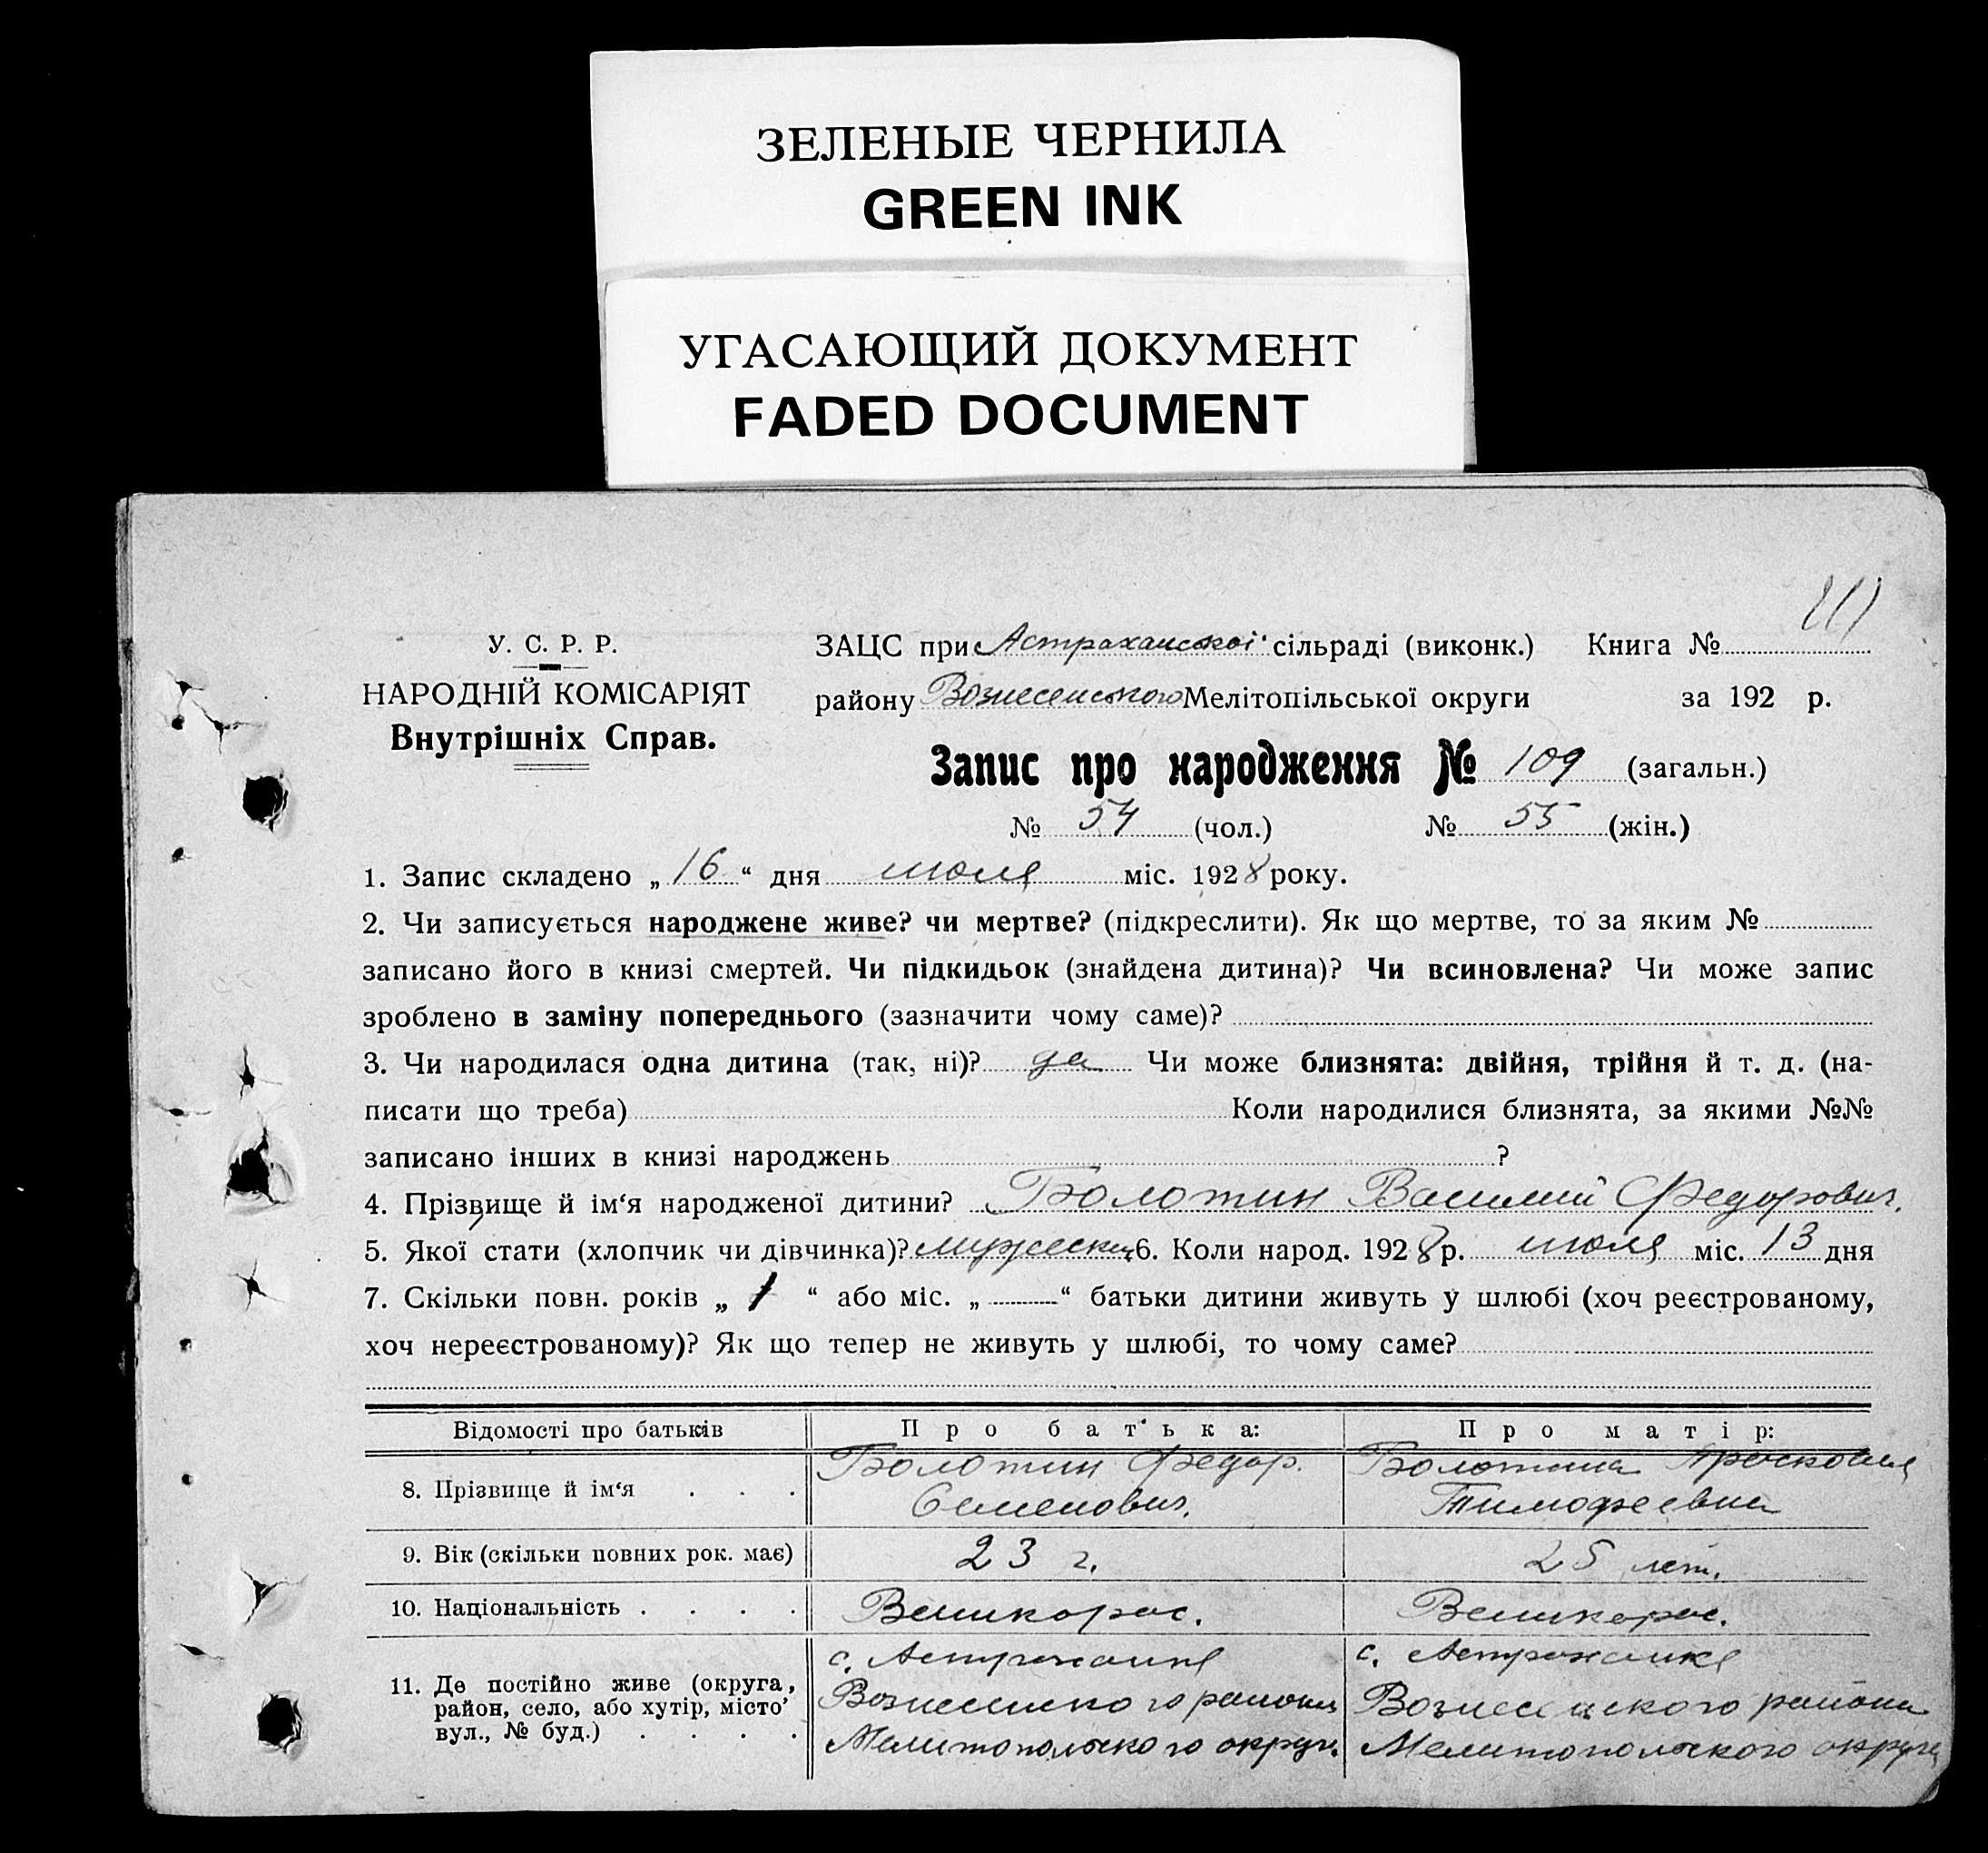 ЗЕЛЕНЫЕ ЧЕРНИЛА
GREEN INK
УГАСАЮЩИЙ ДОКУМЕНТ
FADED DOCUMENT
У. С. Р. Р.
НАРОДНІЙ КОМІСАРІЯТ
Внутрішніх Справ.
ЗАЦС при Астраханської сільраді (виконк.) Книга №
району Вознесенського Мелітопільської округи за 192 р.
Запис про народження № 109 (загальн.)
№ 54 (чол.) № 55 (жін.)
1. Запис складено „16“ дня июля міс. 1928 року.
2. Чи записується народжене живе? чи мертве? (підкреслити). Як що мертве, то за яким №
записано його в книзі смертей. Чи підкидьок (знайдена дитина)? Чи всиновлена? Чи може запис
зроблено в заміну попереднього (зазначити чому саме)?
3. Чи народилася одна дитина (так, ні)? да Чи може близнята: двійня, трійня й т. д. (на-
писати що треба) Коли народилися близнята, за якими №№
записано інших в книзі народжень ?
4. Прізвище й ім‘я народженої дитини? Болотин Василий Федорович.
5. Якої стати (хлопчик чи дівчинка)? мужеска 6. Коли народ. 1928 р. июля міс. 13 дня
7. Скільки повн. років „ 1 “ або міс. „ “ батьки дитини живуть у шлюбі (хоч реєстрованому,
хоч нереєстрованому)? Як що тепер не живуть у шлюбі, то чому саме?
Відомості про батьків Про бат‘ька: Про матір:
8. Прізвище й ім‘я . . . Болотин Федор. Семенович. Болотина Просковия Тимофеевна
9. Вік (скільки повних рок. має) 23 г. 25 лет.
10. Національність . . . . Великорос. Великорос.
11. Де постійно живе (округа, с. Астраханка с. Астраханка
район, село, або хутір, місто’ Вознесенского района Вознесенского района
вул., № буд.) . . . . Мелитопольского округа. Мелитопольского округа